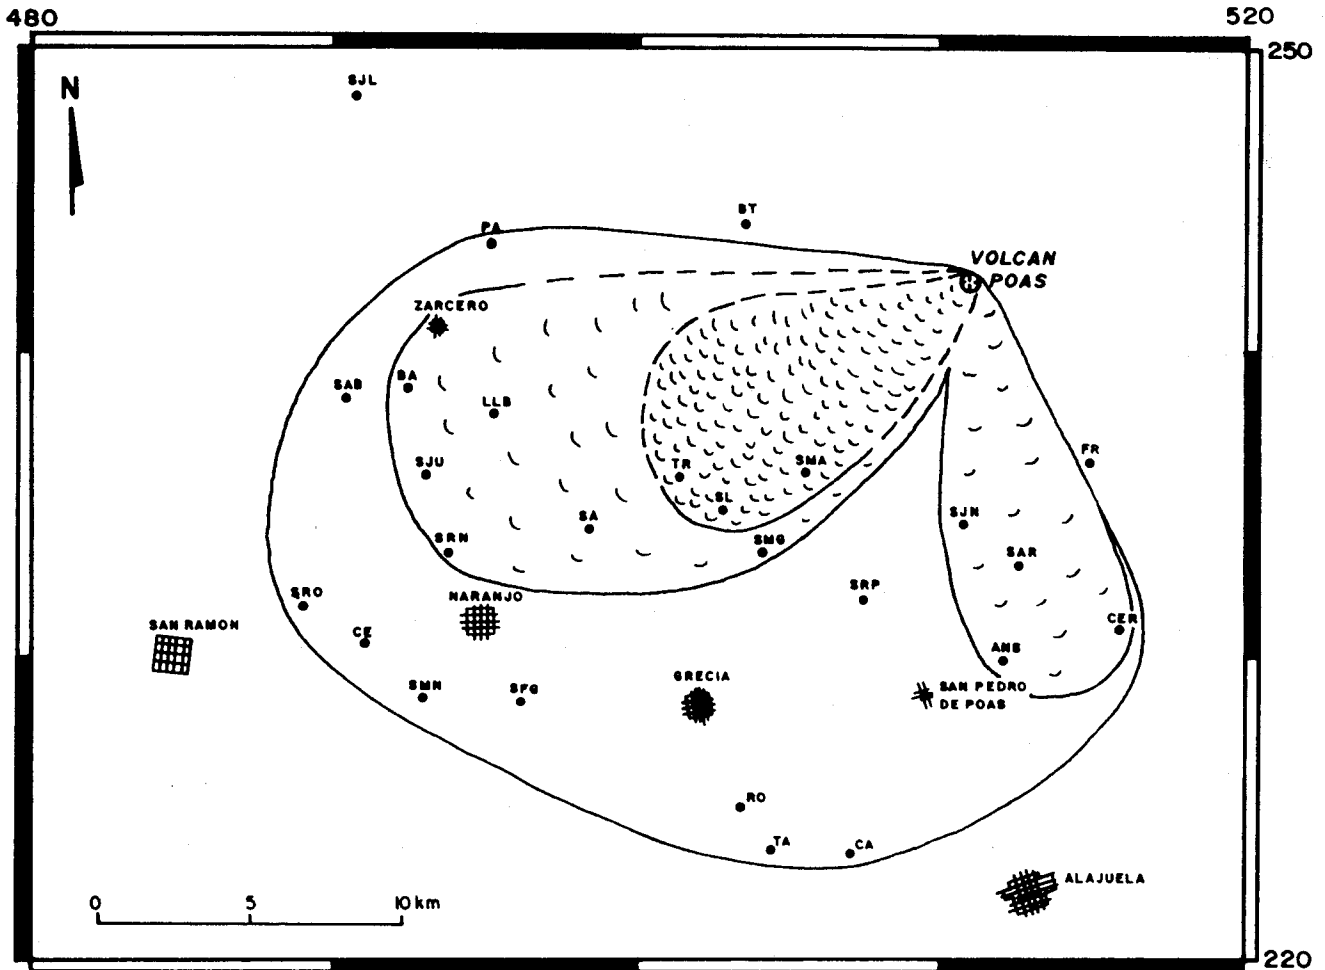 480
520
250
SJL
N
BT
PA
VOLCAN
POAS
ZARCERO
SAB
BA
LLB
FR
SJU
TR
SMA
SL
SJN
SA
SRN
SMG
SAR
SRP
SRO
NARANJO
CER
SAN RAMON
CE
ANS
GRECIA
SAN PEDRO
DE POAS
SMN
SFG
RO
TA
CA
ALAJUELA
0 5 10 km
220